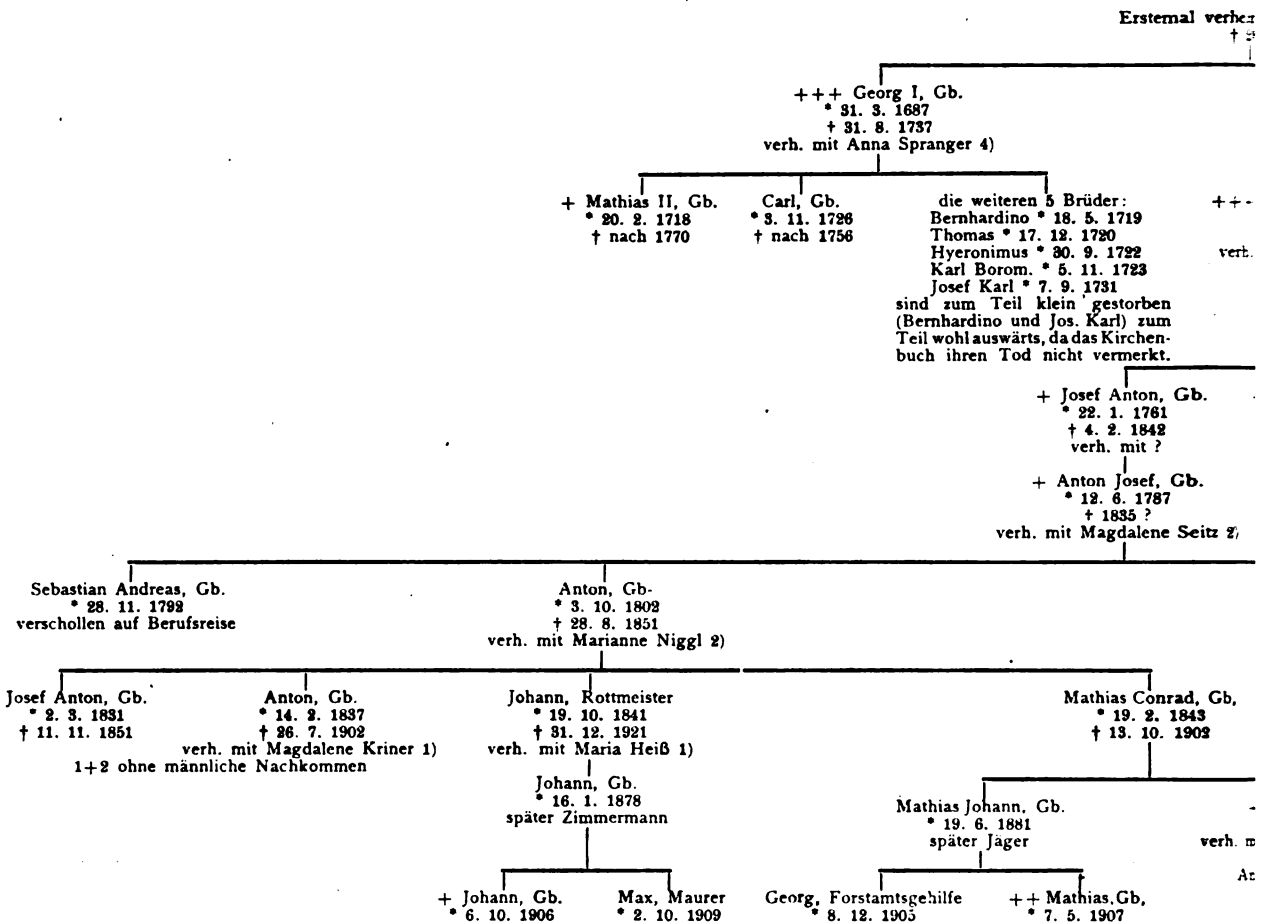 Erstemal verhei
+++ Georg I, Gb.
* 31. 3. 1687
† 31. 8. 1737
verh. mit Anna Spranger 4)
+ Mathias II, Gb.
* 20. 2. 1718
† nach 1770
Carl, Gb.
* 3. 11. 1726
† nach 1756
die weiteren 5 Brüder:
Bernhardino * 18. 5. 1719
Thomas * 17. 12. 1720
Hyeronimus * 30. 9. 1722
Karl Borom. * 5. 11. 1723
Josef Karl * 7. 9. 1731
sind zum Teil klein gestorben
(Bernhardino und Jos. Karl) zum
Teil wohl auswärts, da das Kirchen-
buch ihren Tod nicht vermerkt.
++-
verh.
+ Josef Anton, Gb.
* 22. 1. 1761
† 4. 2. 1842
verh. mit ?
+ Anton Josef, Gb.
* 12. 6. 1787
† 1835 ?
verh. mit Magdalene Seitz 2)
Sebastian Andreas, Gb.
* 28. 11. 1792
verschollen auf Berufsreise
Anton, Gb-
* 3. 10. 1802
† 28. 8. 1851
verh. mit Marianne Niggl 2)
Josef Anton, Gb.
* 2. 3. 1831
† 11. 11. 1851
Anton, Gb.
* 14. 2. 1837
† 26. 7. 1902
verh. mit Magdalene Kriner 1)
1+2 ohne männliche Nachkommen
Johann, Rottmeister
* 19. 10. 1841
† 31. 12. 1921
verh. mit Maria Heiß 1)
Mathias Conrad, Gb,
* 19. 2. 1843
† 13. 10. 1902
Johann, Gb.
* 16. 1. 1878
später Zimmermann
Mathias Johann, Gb.
* 19. 6. 1881
später Jäger
verh. m
+ Johann, Gb.
* 6. 10. 1906
Max, Maurer
* 2. 10. 1909
Georg, Forstamtsgehilfe
* 8. 12. 1905
++ Mathias, Gb,
* 7. 5. 1907